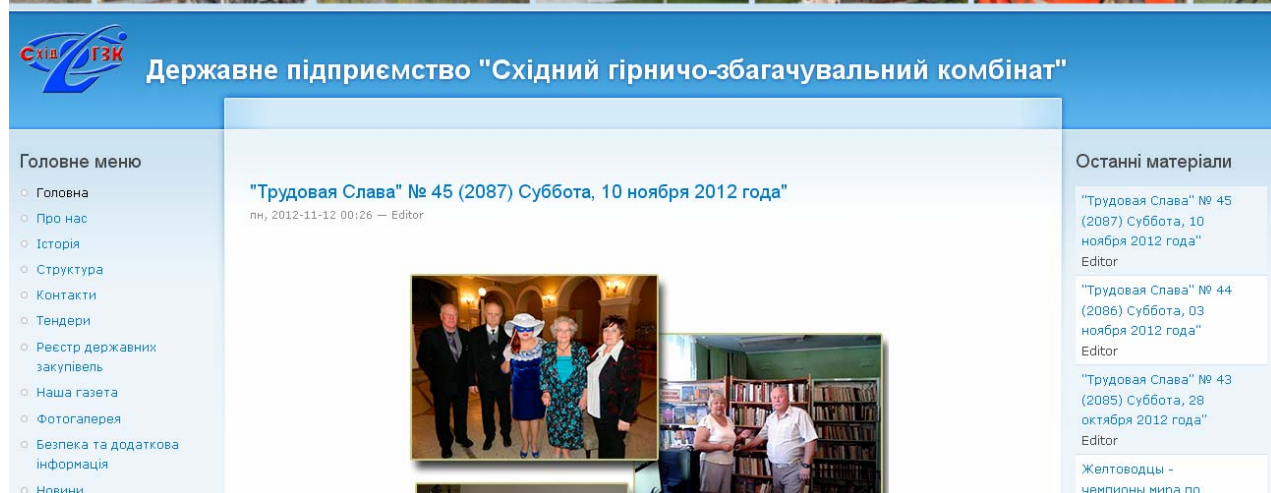 Схід ГЗК
Державне підприємство "Східний гірничо-збагачувальний комбінат"
Головне меню
Головна
Про нас
Історія
Структура
Контакти
Тендери
Реєстр державних
закупівель
Наша газета
Фотогалерея
Безпека та додаткова
інформація
Новини
"Трудовая Слава" № 45 (2087) Суббота, 10 ноября 2012 года"
пн, 2012-11-12 00:26 — Editor
Останні матеріали
"Трудовая Слава" № 45
(2087) Суббота, 10
ноября 2012 года"
Editor
"Трудовая Слава" № 44
(2086) Суббота, 03
ноября 2012 года"
Editor
"Трудовая Слава" № 43
(2085) Суббота, 28
октября 2012 года"
Editor
Желтоводцы -
чемпионы мира по